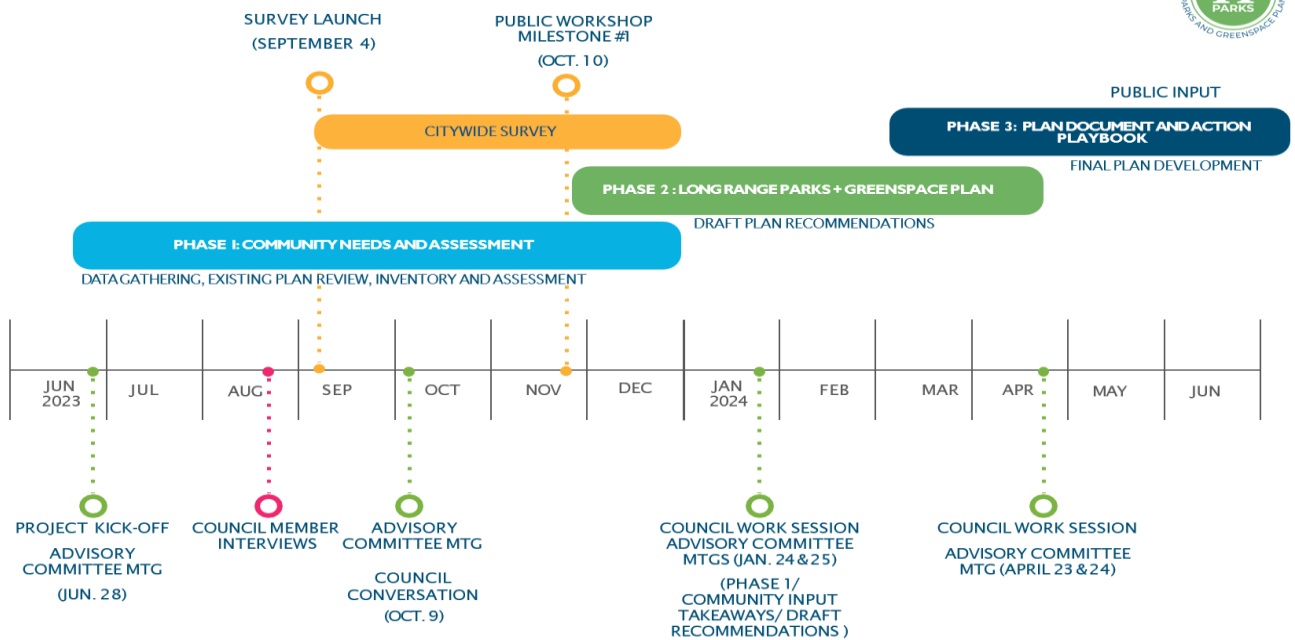 PARKS
PARKS AND GREENSPACE PLAN
SURVEY LAUNCH
(SEPTEMBER 4)
PUBLIC WORKSHOP
MILESTONE #1
(OCT. 10)
PUBLIC INPUT
CITYWIDE SURVEY
PHASE 3: PLAN DOCUMENT AND ACTION
PLAYBOOK
FINAL PLAN DEVELOPMENT
PHASE 2 : LONG RANGE PARKS + GREENSPACE PLAN
DRAFT PLAN RECOMMENDATIONS
PHASE I: COMMUNITY NEEDS AND ASSESSMENT
DATA GATHERING, EXISTING PLAN REVIEW, INVENTORY AND ASSESSMENT
JUN
2023
JUL
AUG
SEP
OCT
NOV
DEC
JAN
2024
FEB
MAR
APR
MAY
JUN
PROJECT KICK-OFF
ADVISORY
COMMITTEE MTG
(JUN. 28)
COUNCIL MEMBER
INTERVIEWS
ADVISORY
COMMITTEE MTG
COUNCIL
CONVERSATION
(OCT. 9)
COUNCIL WORK SESSION
ADVISORY COMMITTEE
MTGS (JAN. 24 & 25)
(PHASE 1/
COMMUNITY INPUT
TAKEAWAYS/ DRAFT
RECOMMENDATIONS )
COUNCIL WORK SESSION
ADVISORY COMMITTEE
MTG (APRIL 23 & 24)